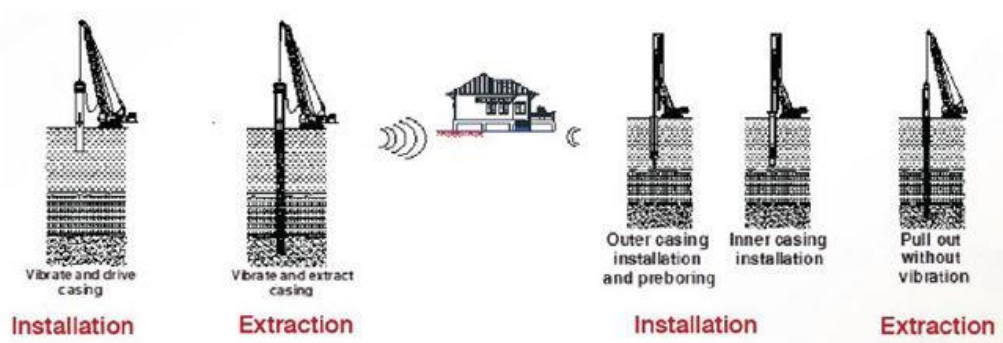 Vibrate and drive
casing
Installation
Vibrate and extract
casing
Extraction
Outer casing
installation
and preboring
Inner casing
installation
Installation
Pull out
without
vibration
Extraction